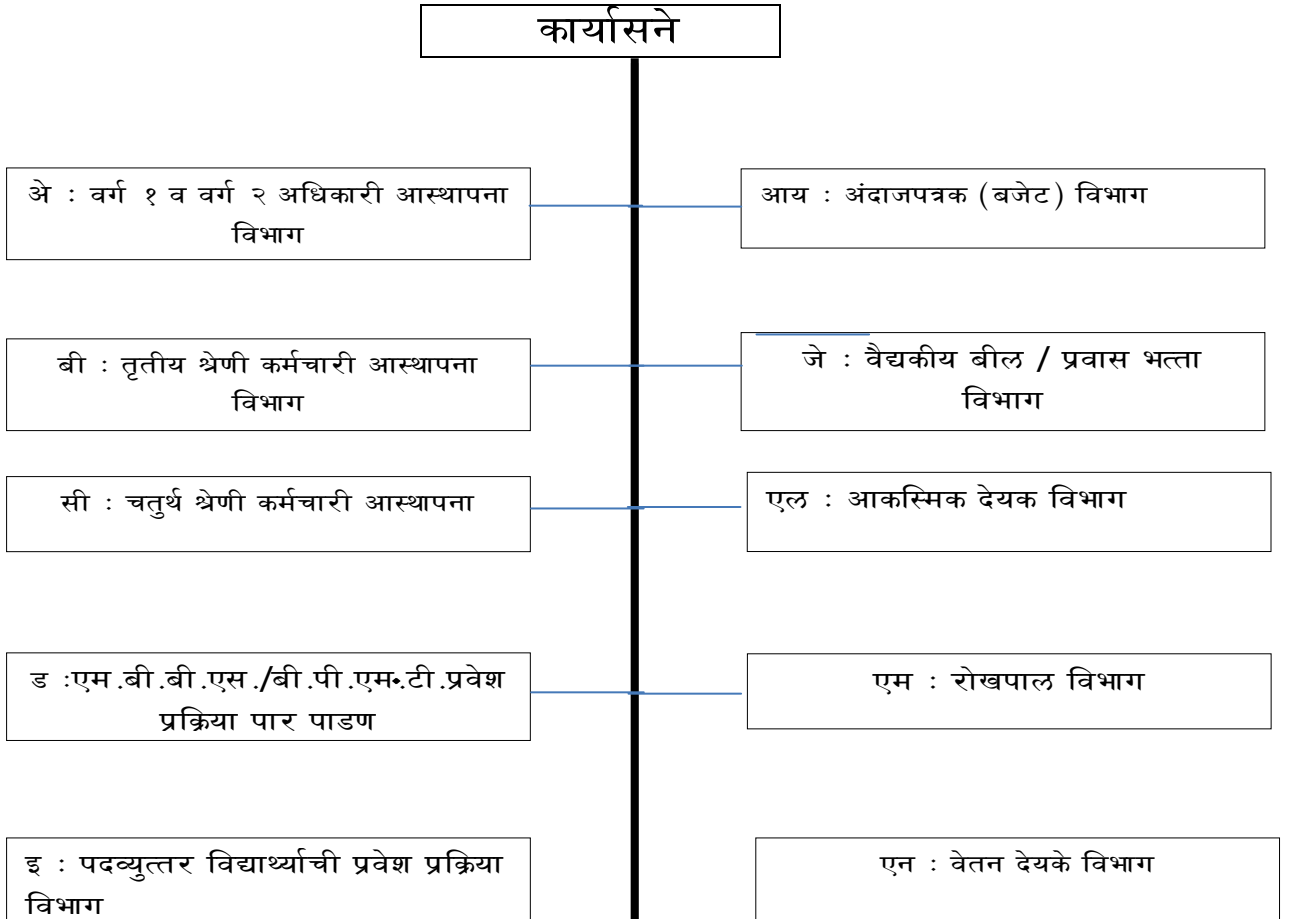 कार्यासने
अे : वर्ग १ व वर्ग २ अधिकारी आस्थापना
विभाग
आय : अंदाजपत्रक (बजेट) विभाग
बी : तृतीय श्रेणी कर्मचारी आस्थापना
विभाग
जे : वैद्यकीय बील / प्रवास भत्ता
विभाग
सी : चतुर्थ श्रेणी कर्मचारी आस्थापना
एल : आकस्मिक देयक विभाग
ड :एम.बी.बी.एस./बी.पी.एम.टी.प्रवेश
प्रक्रिया पार पाडण
एम : रोखपाल विभाग
इ : पदव्युत्तर विद्यार्थ्याची प्रवेश प्रक्रिया
विभाग
एन : वेतन देयके विभाग